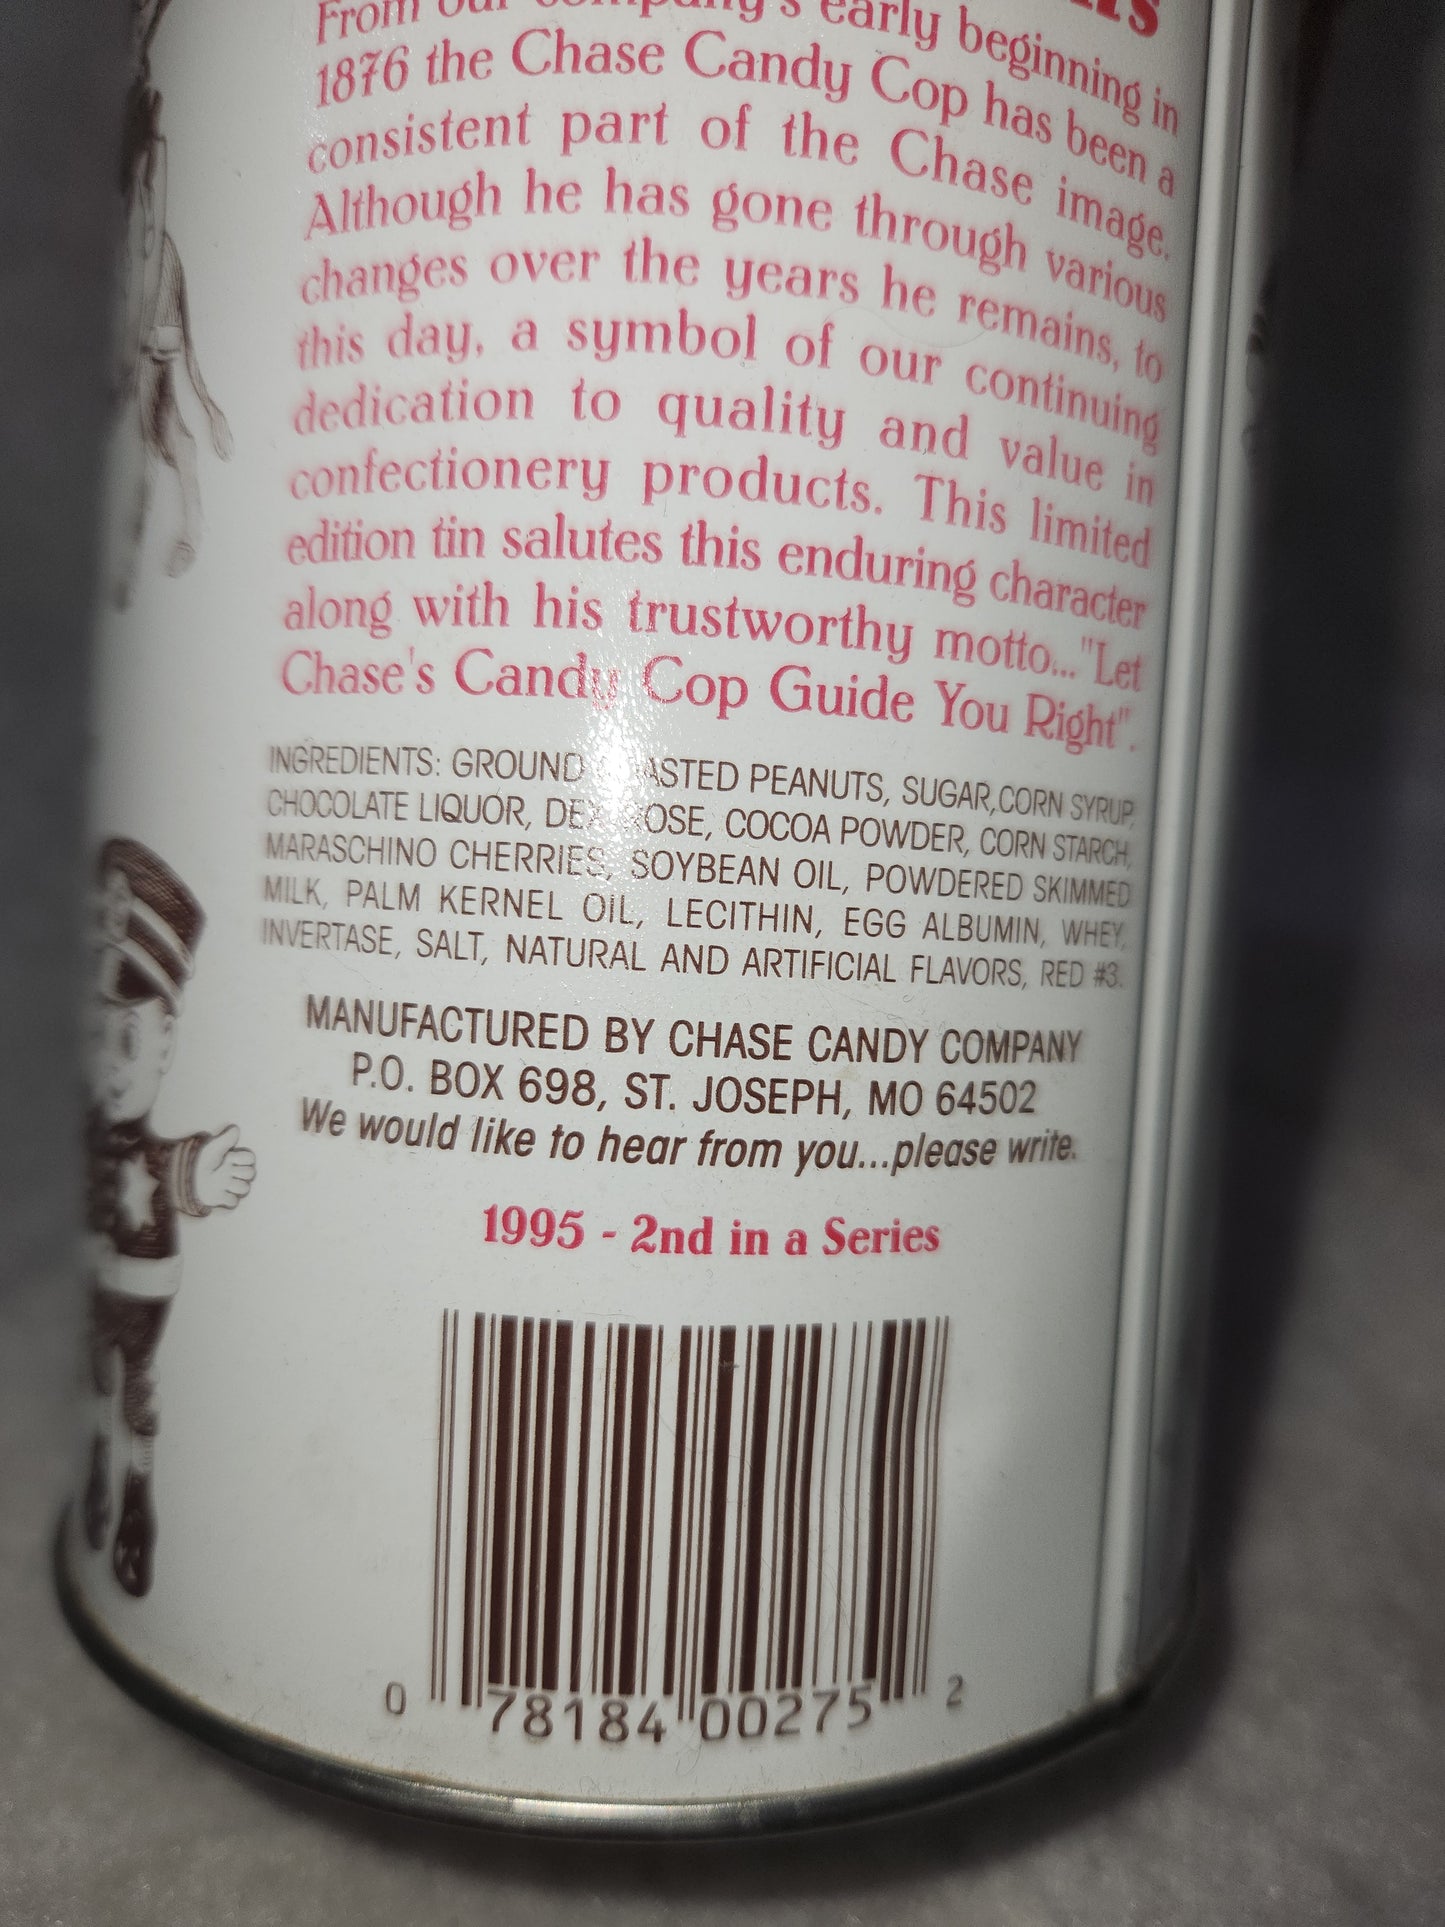 From our company's early beginning in
1876 the Chase Candy Cop has been a
consistent part of the Chase image.
Although he has gone through various
changes over the years he remains, to
this day, a symbol of our continuing
dedication to quality and value in
confectionery products. This limited
edition tin salutes this enduring character
along with his trustworthy motto..."Let
Chase's Candy Cop Guide You Right".
INGREDIENTS: GROUND ROASTED PEANUTS, SUGAR,CORN SYRUP,
CHOCOLATE LIQUOR, DEXTROSE, COCOA POWDER, CORN STARCH,
MARASCHINO CHERRIES, SOYBEAN OIL, POWDERED SKIMMED
MILK, PALM KERNEL OIL, LECITHIN, EGG ALBUMIN, WHEY,
INVERTASE, SALT, NATURAL AND ARTIFICIAL FLAVORS, RED #3.
MANUFACTURED BY CHASE CANDY COMPANY
P.O. BOX 698, ST. JOSEPH, MO 64502
We would like to hear from you...please write.
1995 - 2nd in a Series
0 78184 00275 2